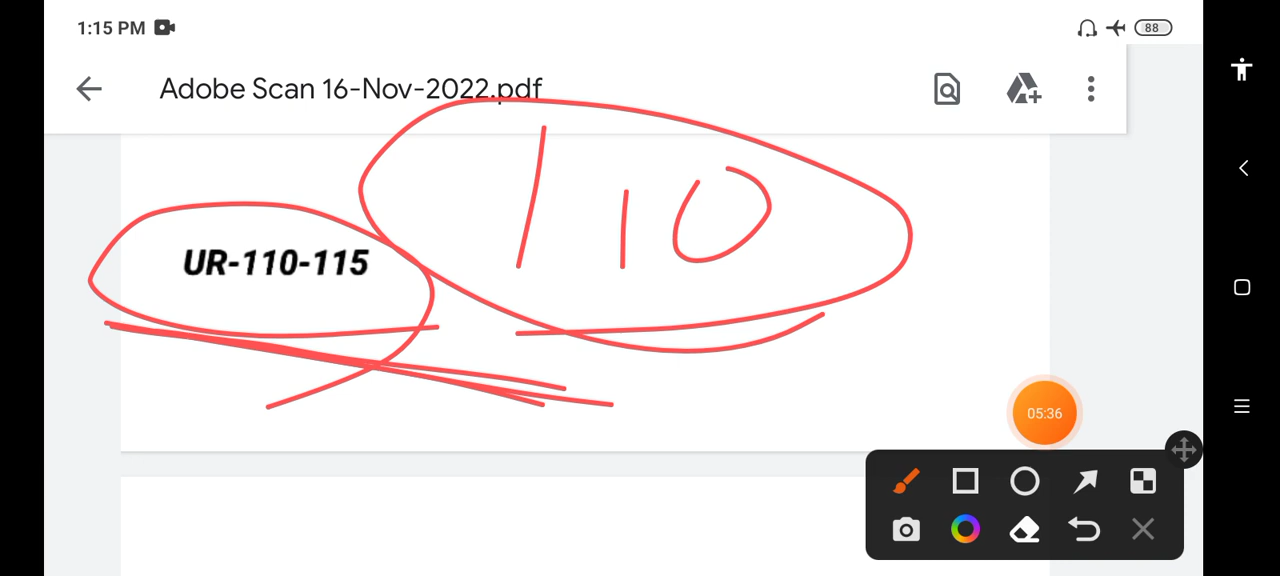 1:15 PM
88
Adobe Scan 16-Nov-2022.pdf
110
UR-110-115
05:36